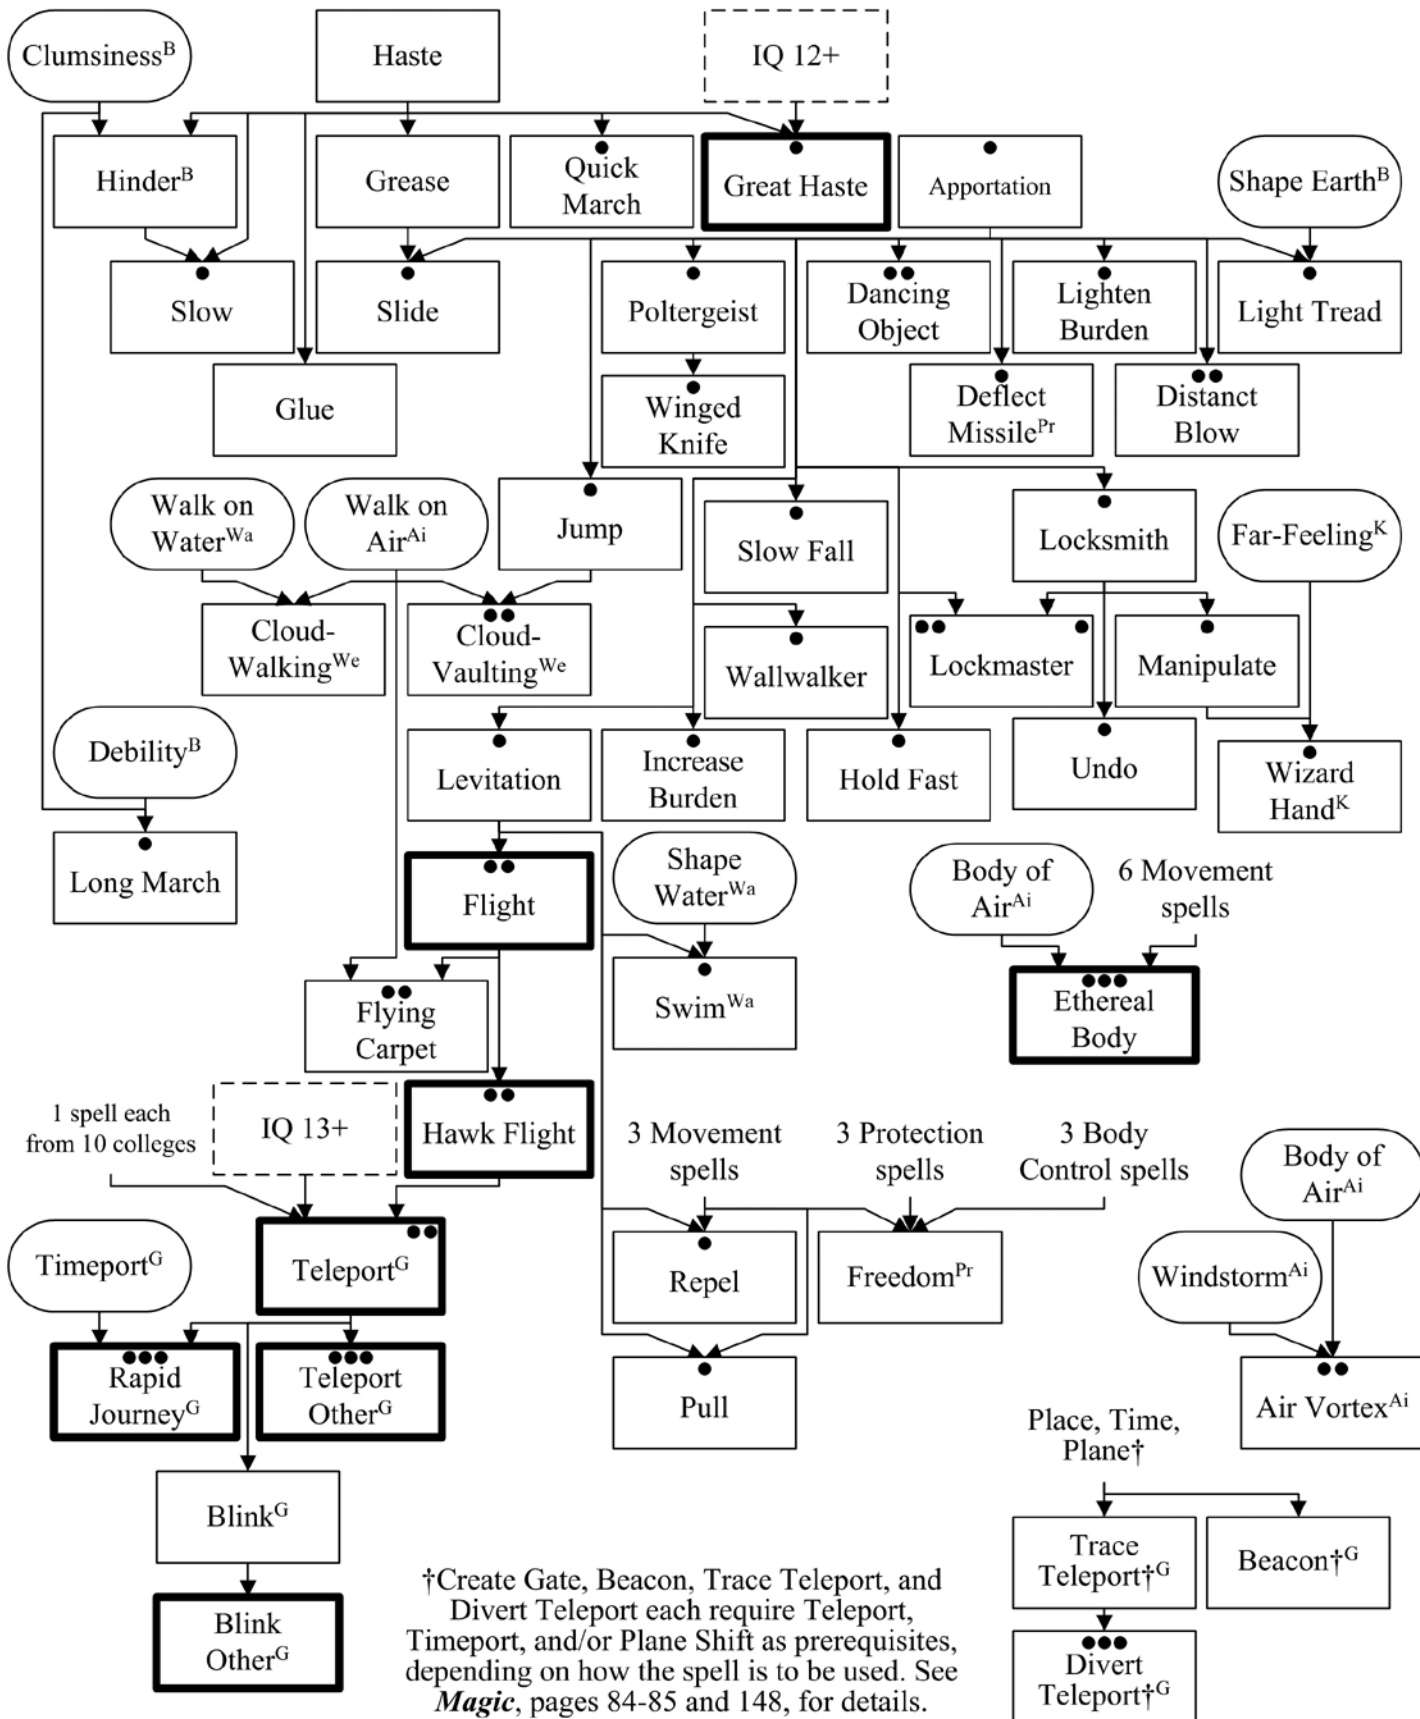 Clumsiness^B
Haste
IQ 12+
Hinder^B
Grease
Quick
March
Great Haste
Apportation
Shape Earth^B
Slow
Slide
Poltergeist
Dancing
Object
Lighten
Burden
Light Tread
Glue
Winged
Knife
Deflect
Missile^Pr
Distanct
Blow
Walk on
Water^Wa
Walk on
Air^Ai
Jump
Slow Fall
Locksmith
Far-Feeling^K
Cloud-
Walking^We
Cloud-
Vaulting^We
Wallwalker
Lockmaster
Manipulate
Debility^B
Levitation
Increase
Burden
Hold Fast
Undo
Wizard
Hand^K
Long March
Flight
Shape
Water^Wa
Body of
Air^Ai
6 Movement
spells
Flying
Carpet
Swim^Wa
Ethereal
Body
1 spell each
from 10 colleges
IQ 13+
Hawk Flight
3 Movement
spells
3 Protection
spells
3 Body
Control spells
Body of
Air^Ai
Timeport^G
Teleport^G
Repel
Freedom^Pr
Windstorm^Ai
Rapid
Journey^G
Teleport
Other^G
Pull
Air Vortex^Ai
Place, Time,
Plane†
Blink^G
Trace
Teleport†^G
Beacon†^G
Blink
Other^G
†Create Gate, Beacon, Trace Teleport, and
Divert Teleport each require Teleport,
Timeport, and/or Plane Shift as prerequisites,
depending on how the spell is to be used. See
Magic, pages 84-85 and 148, for details.
Divert
Teleport†^G